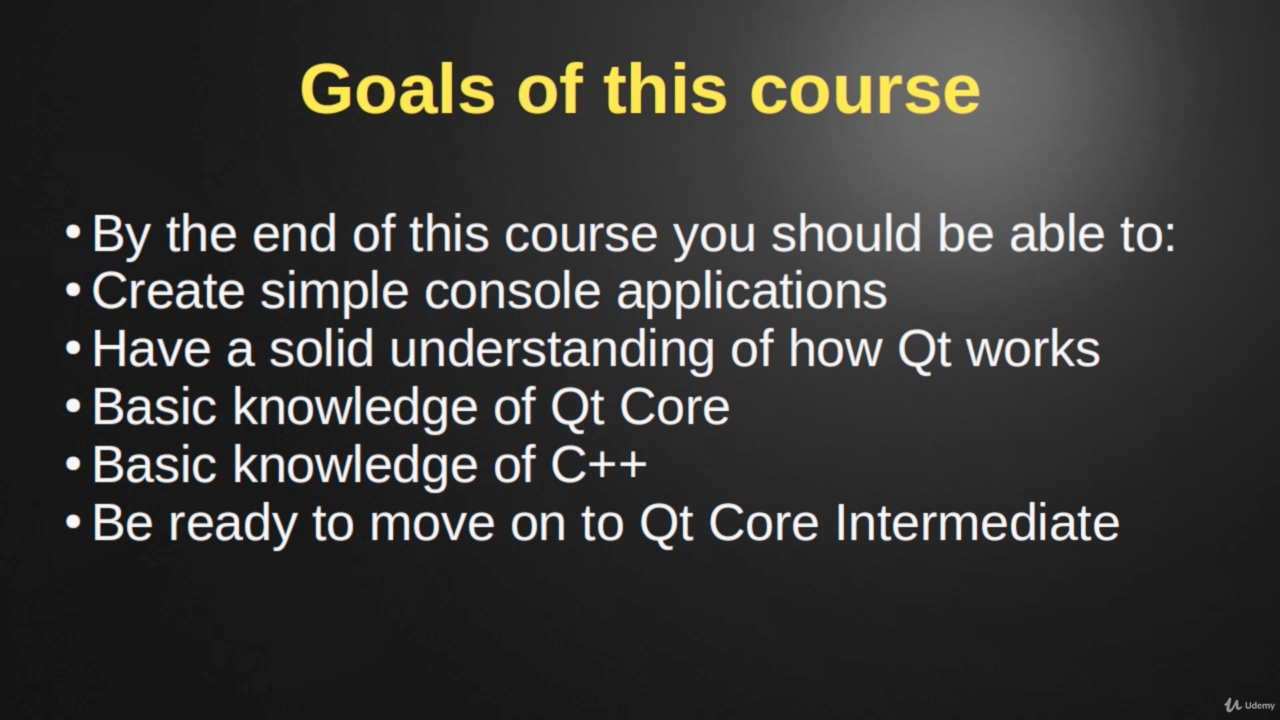 Goals of this course
• By the end of this course you should be able to:
• Create simple console applications
• Have a solid understanding of how Qt works
• Basic knowledge of Qt Core
• Basic knowledge of C++
• Be ready to move on to Qt Core Intermediate
Udemy